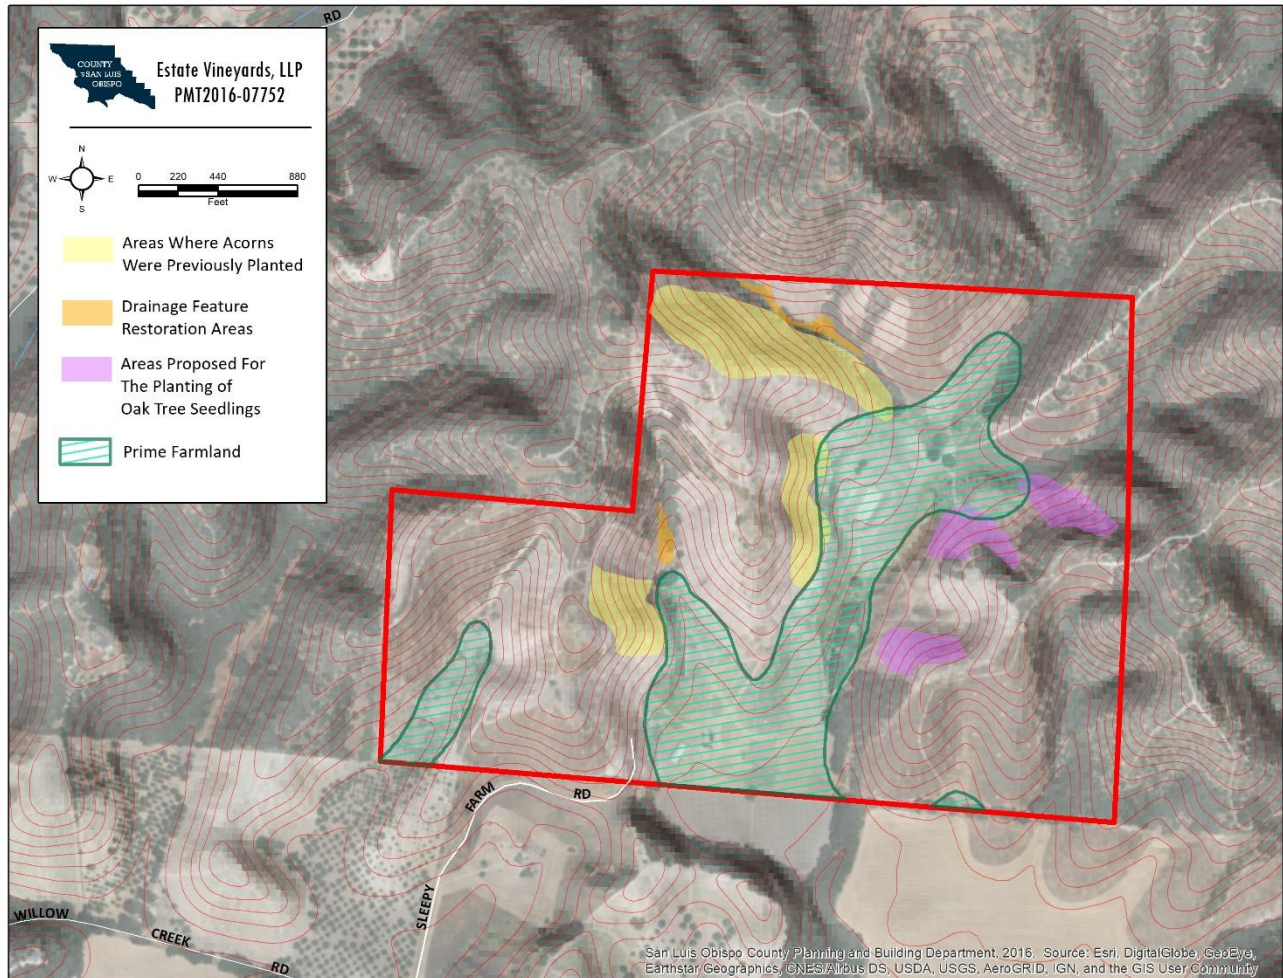 RD
COUNTY
OF SAN LUIS
OBISPO
Estate Vineyards, LLP
PMT2016-07752
N
W E
S
0 220 440 880
Feet
Areas Where Acorns
Were Previously Planted
Drainage Feature
Restoration Areas
Areas Proposed For
The Planting of
Oak Tree Seedlings
Prime Farmland
FARM
RD
SLEEPY
WILLOW
CREEK
RD
San Luis Obispo County Planning and Building Department, 2016. Source: Esri, DigitalGlobe, GeoEye,
Earthstar Geographics, CNES/Airbus DS, USDA, USGS, AeroGRID, IGN, and the GIS User Community